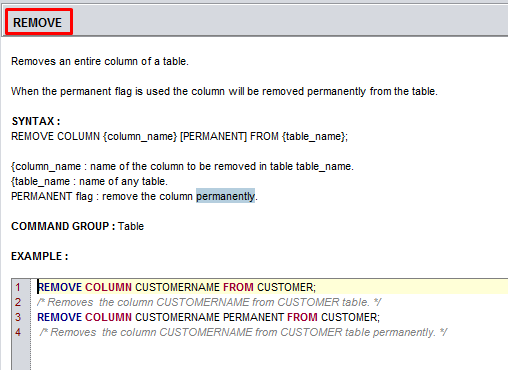 REMOVE
Removes an entire column of a table.
When the permanent flag is used the column will be removed permanently from the table.
SYNTAX :
REMOVE COLUMN {column_name} [PERMANENT] FROM {table_name};
{column_name : name of the column to be removed in table table_name.
{table_name : name of any table.
PERMANENT flag : remove the column permanently.
COMMAND GROUP : Table
EXAMPLE :
1 REMOVE COLUMN CUSTOMERNAME FROM CUSTOMER;
2 /* Removes  the column CUSTOMERNAME from CUSTOMER table. */
3 REMOVE COLUMN CUSTOMERNAME PERMANENT FROM CUSTOMER;
4 /* Removes  the column CUSTOMERNAME from CUSTOMER table permanently. */